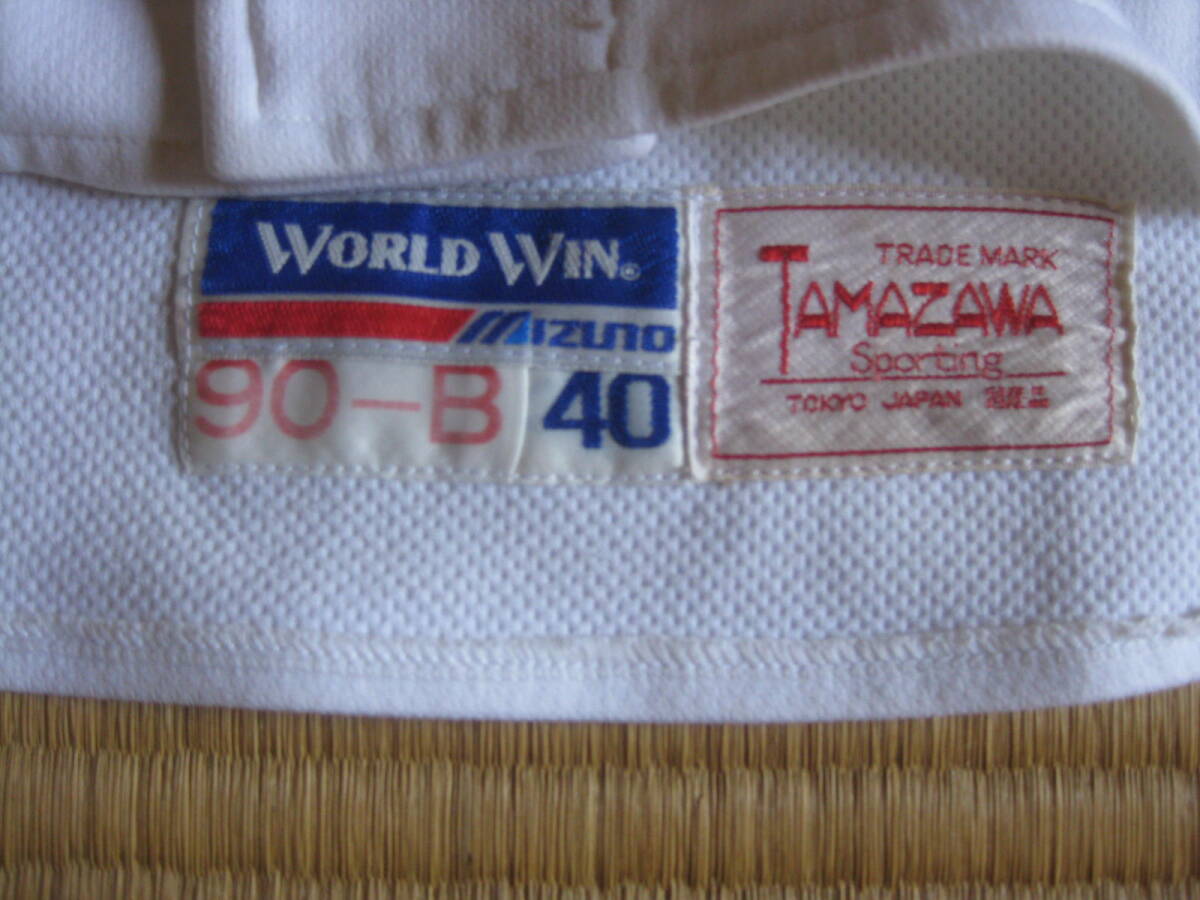 WORLD WIN®
MIZUNO
90-B 40
TRADE MARK
TAMAZAWA
Sporting
TOKYO JAPAN